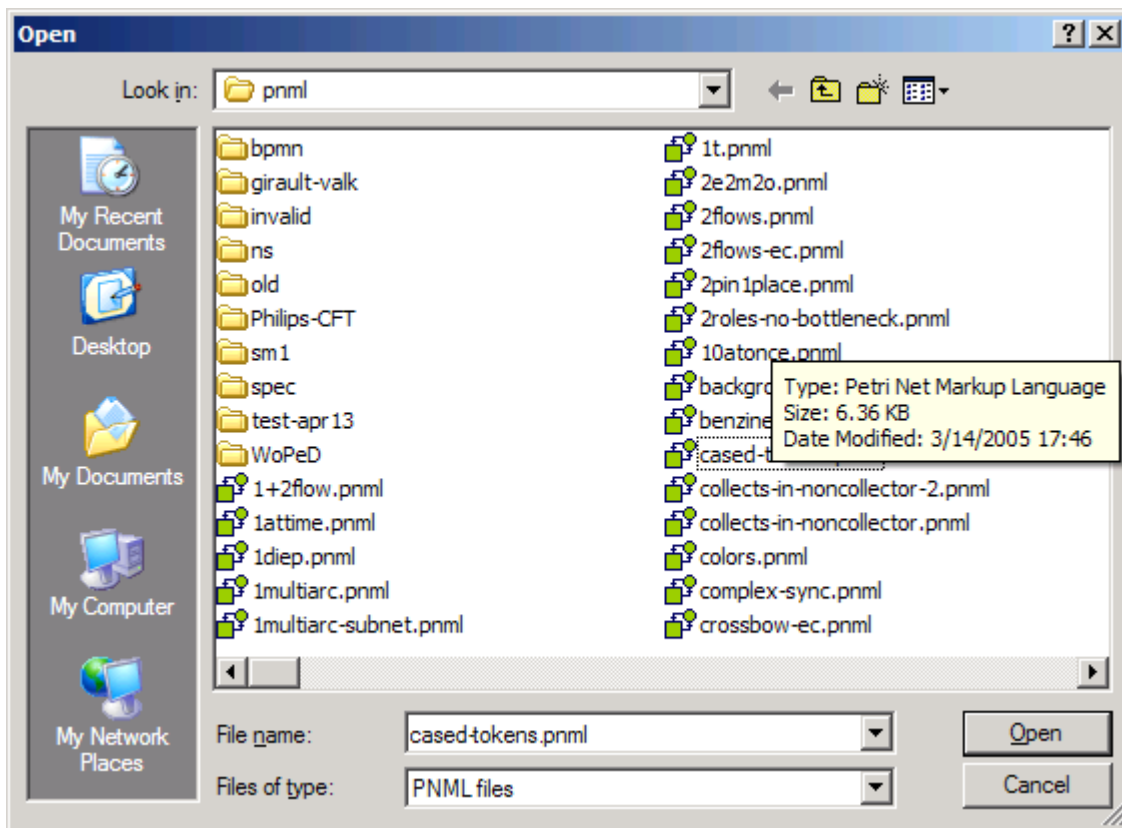 Open
Look in:
pnml
My Recent
Documents
Desktop
My Documents
My Computer
My Network
Places
bpmn
girault-valk
invalid
ns
old
Philips-CFT
sm1
spec
test-apr13
WoPeD
1+2flow.pnml
1attime.pnml
1diep.pnml
1multiarc.pnml
1multiarc-subnet.pnml
1t.pnml
2e2m2o.pnml
2flows.pnml
2flows-ec.pnml
2pin1place.pnml
2roles-no-bottleneck.pnml
10atonce.pnml
collects-in-noncollector-2.pnml
collects-in-noncollector.pnml
colors.pnml
complex-sync.pnml
crossbow-ec.pnml
Type: Petri Net Markup Language
Size: 6.36 KB
Date Modified: 3/14/2005 17:46
File name:
cased-tokens.pnml
Open
Files of type:
PNML files
Cancel